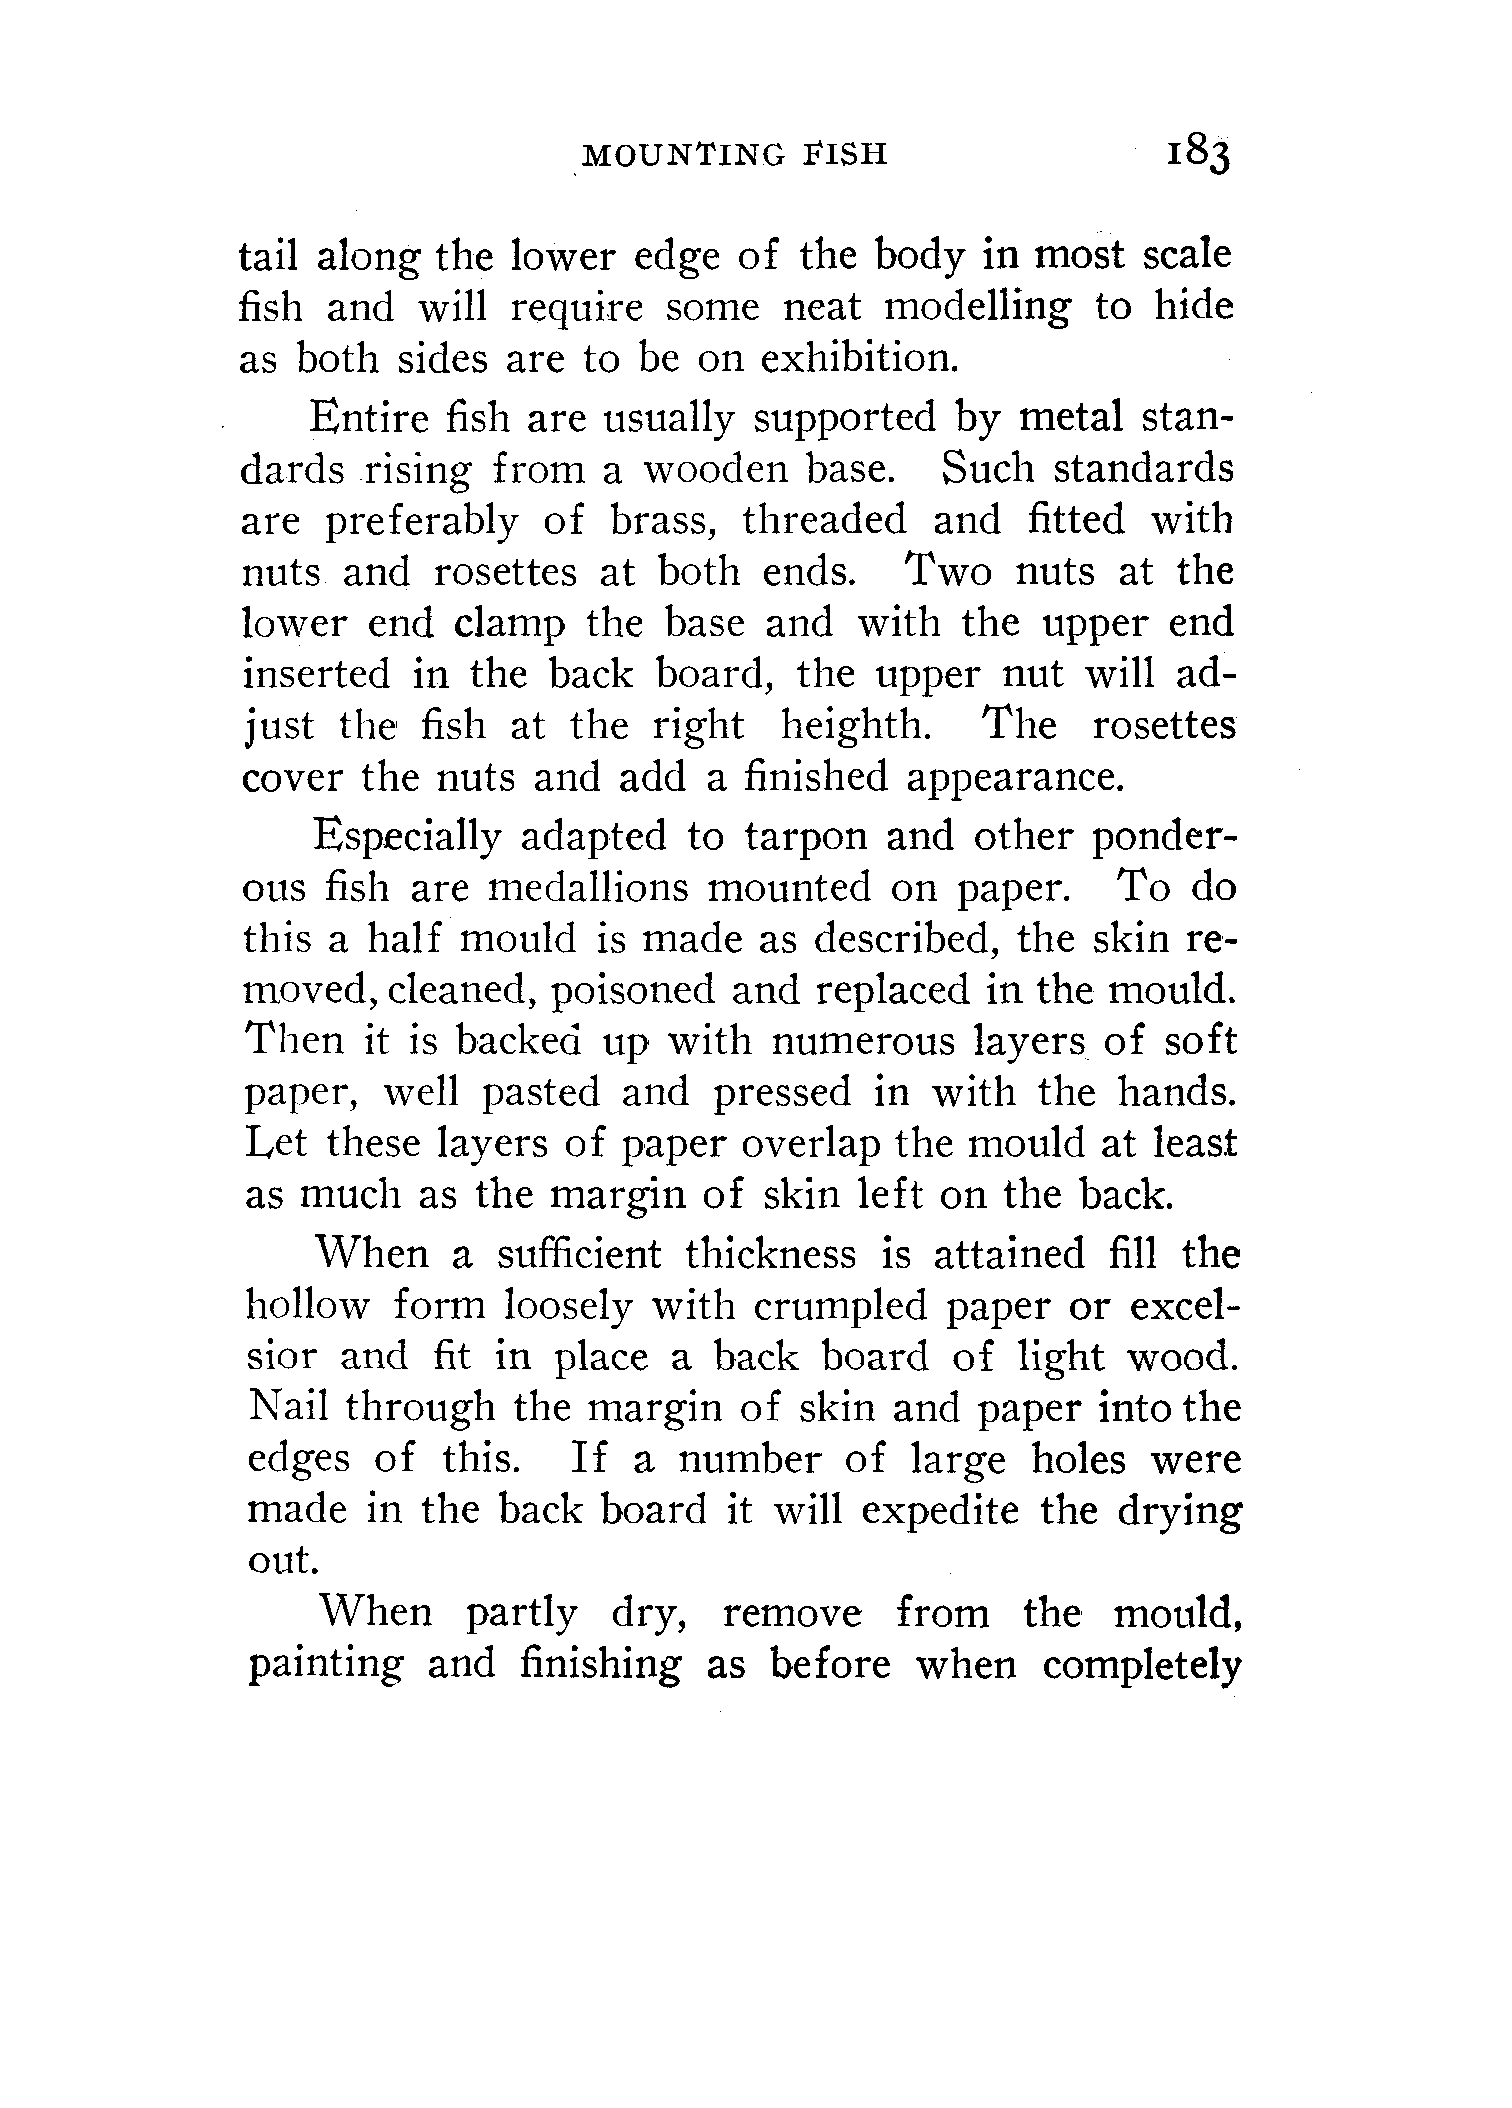 MOUNTING FISH 183
tail along the lower edge of the body in most scale
fish and will require some neat modelling to hide
as both sides are to be on exhibition.
Entire fish are usually supported by metal stan-
dards rising from a wooden base. Such standards
are preferably of brass, threaded and fitted with
nuts and rosettes at both ends. Two nuts at the
lower end clamp the base and with the upper end
inserted in the back board, the upper nut will ad-
just the fish at the right heighth. The rosettes
cover the nuts and add a finished appearance.
Especially adapted to tarpon and other ponder-
ous fish are medallions mounted on paper. To do
this a half mould is made as described, the skin re-
moved, cleaned, poisoned and replaced in the mould.
Then it is backed up with numerous layers of soft
paper, well pasted and pressed in with the hands.
Let these layers of paper overlap the mould at least
as much as the margin of skin left on the back.
When a sufficient thickness is attained fill the
hollow form loosely with crumpled paper or excel-
sior and fit in place a back board of light wood.
Nail through the margin of skin and paper into the
edges of this. If a number of large holes were
made in the back board it will expedite the drying
out.
When partly dry, remove from the mould,
painting and finishing as before when completely